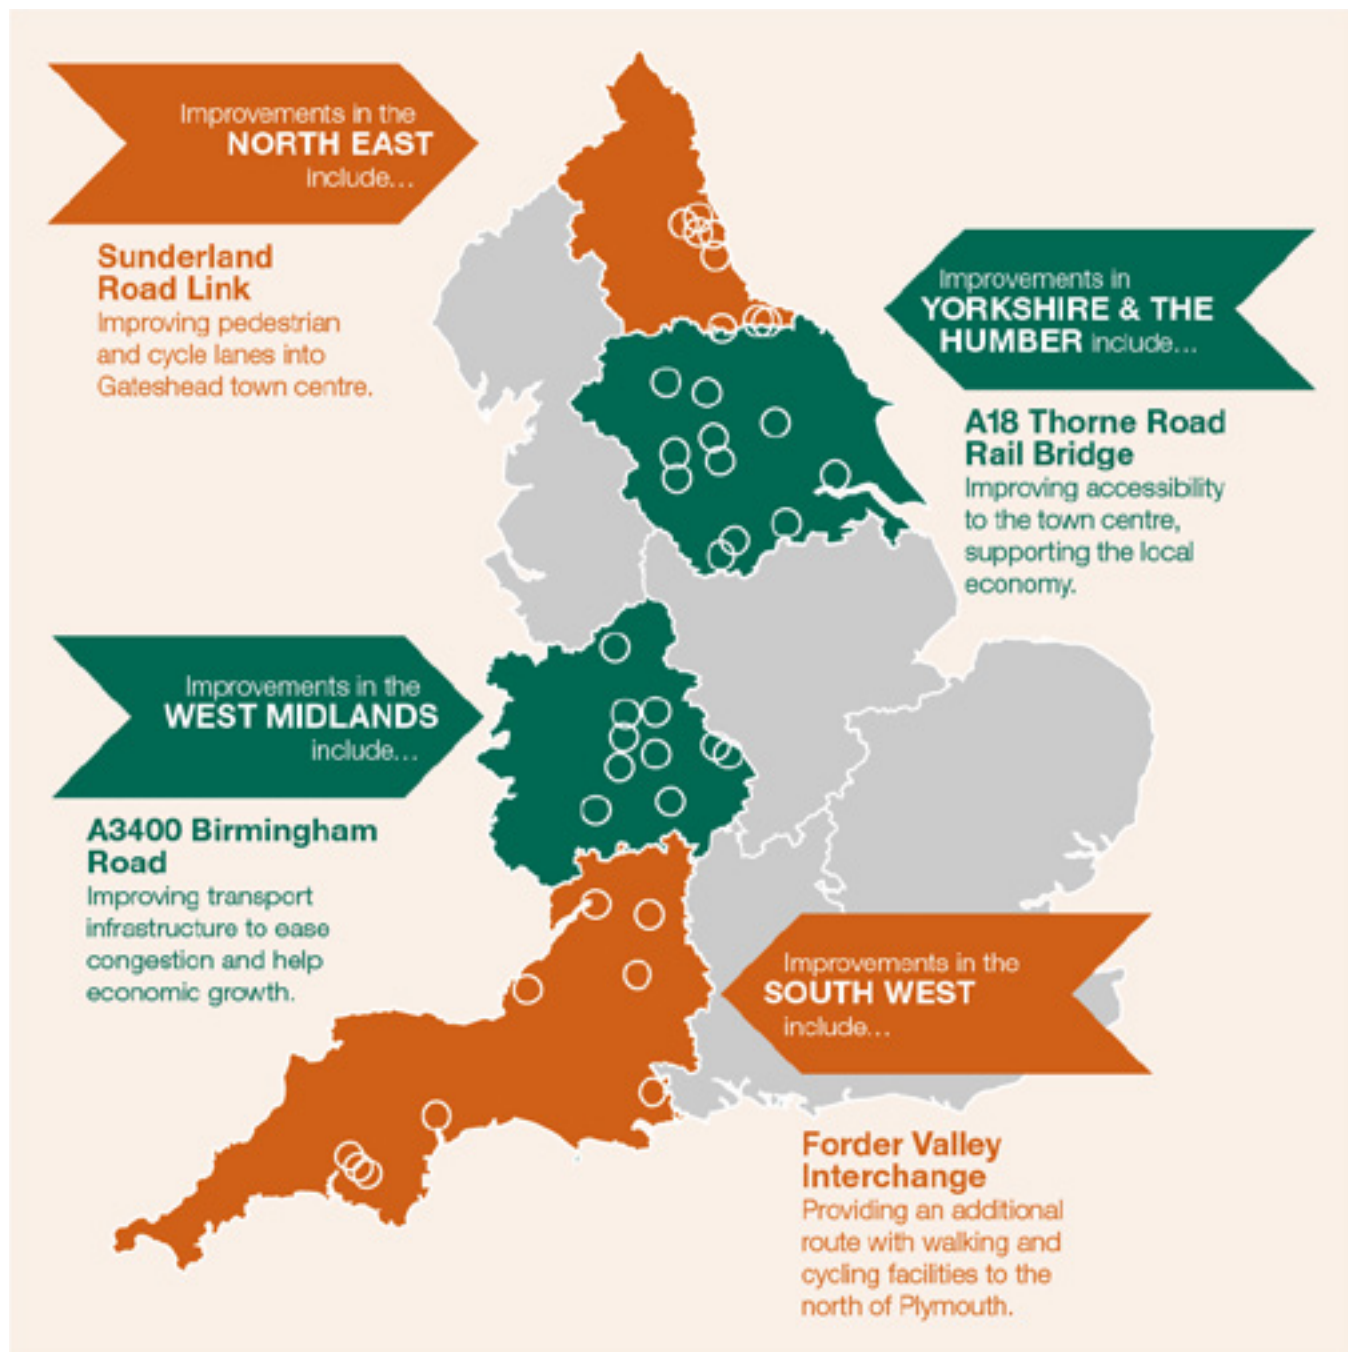 Improvements in the
NORTH EAST
include...
Sunderland
Road Link
Improving pedestrian
and cycle lanes into
Gateshead town centre.
Improvements in
YORKSHIRE & THE
HUMBER include...
A18 Thorne Road
Rail Bridge
Improving accessibility
to the town centre,
supporting the local
economy.
Improvements in the
WEST MIDLANDS
include...
A3400 Birmingham
Road
Improving transport
infrastructure to ease
congestion and help
economic growth.
Improvements in the
SOUTH WEST
include...
Forder Valley
Interchange
Providing an additional
route with walking and
cycling facilities to the
north of Plymouth.